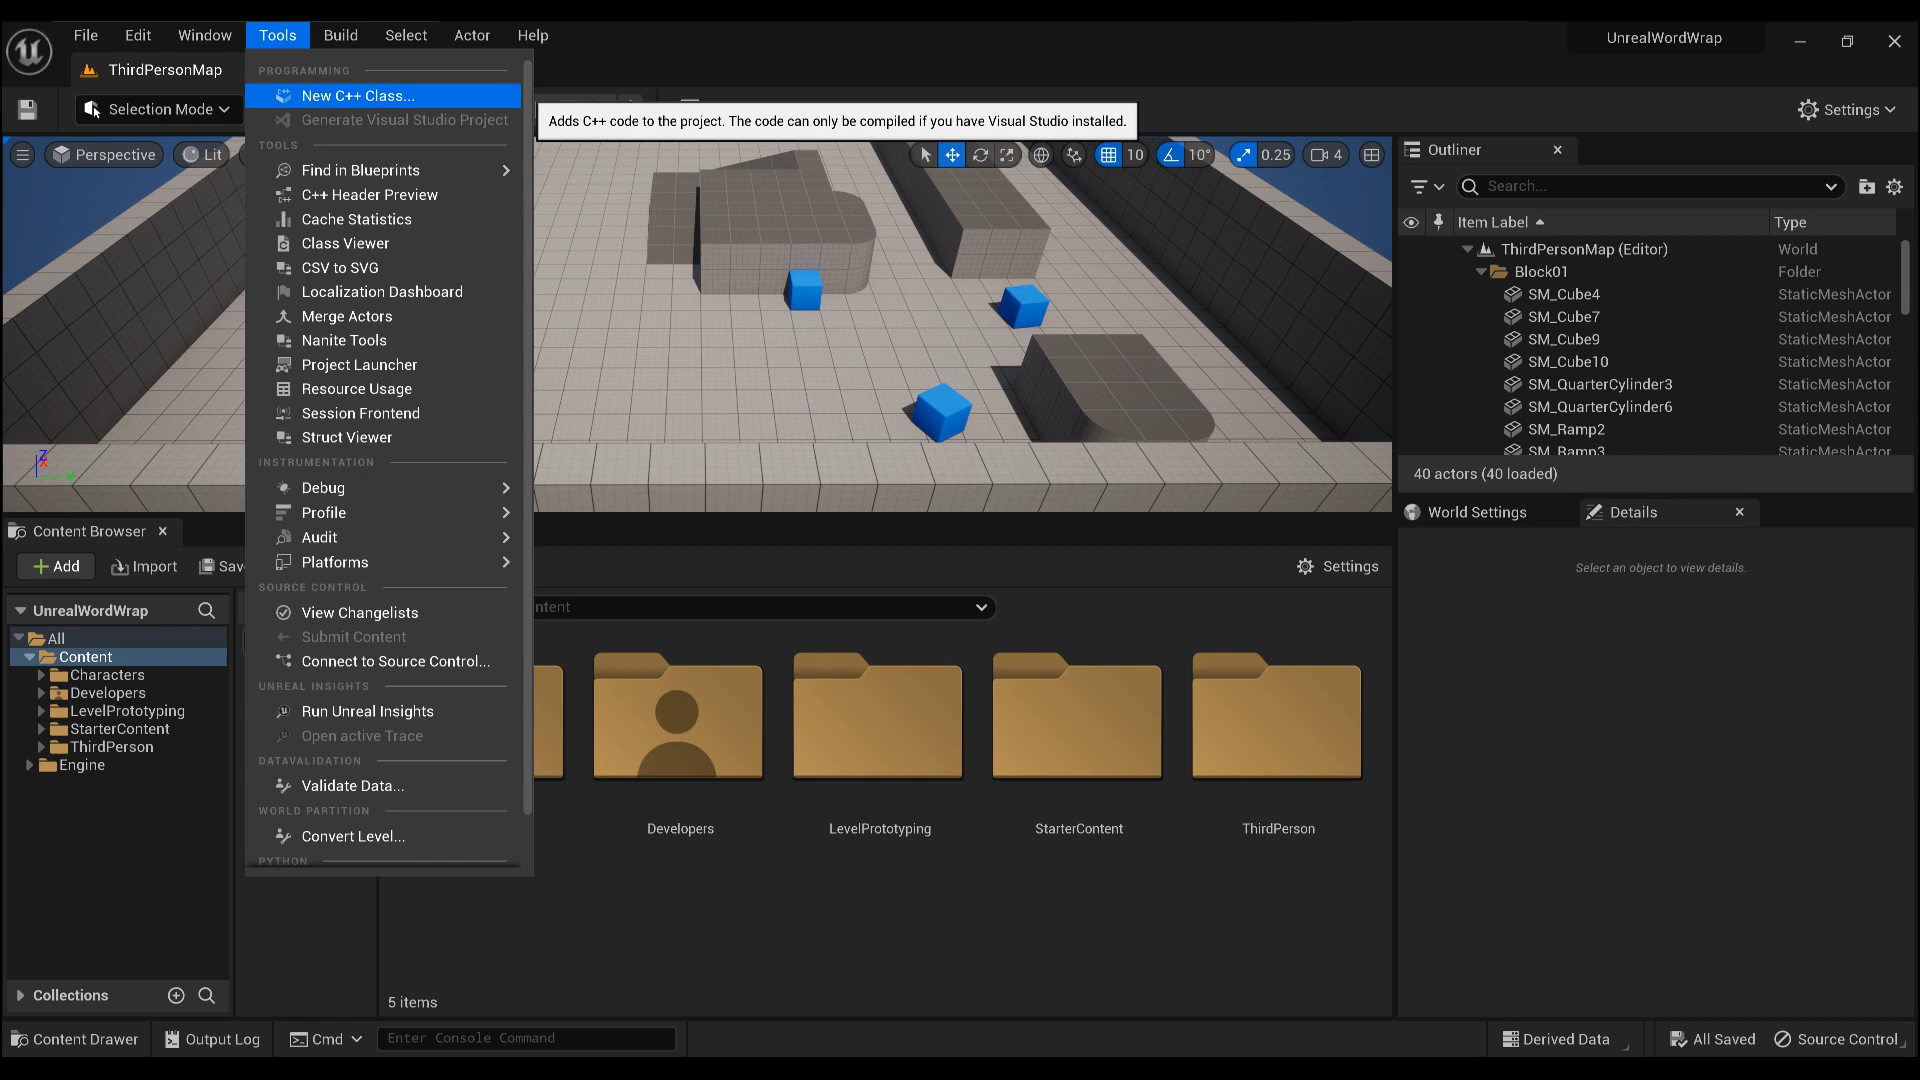 File Edit Window Tools Build Select Actor Help
UnrealWordWrap
ThirdPersonMap
Selection Mode
Settings
PROGRAMMING
New C++ Class...
Generate Visual Studio Project
Adds C++ code to the project. The code can only be compiled if you have Visual Studio installed.
TOOLS
Find in Blueprints
C++ Header Preview
Cache Statistics
Class Viewer
CSV to SVG
Localization Dashboard
Merge Actors
Nanite Tools
Project Launcher
Resource Usage
Session Frontend
Struct Viewer
INSTRUMENTATION
Debug
Profile
Audit
Platforms
SOURCE CONTROL
View Changelists
Submit Content
Connect to Source Control...
UNREAL INSIGHTS
Run Unreal Insights
Open active Trace
DATAVALIDATION
Validate Data...
WORLD PARTITION
Convert Level...
PYTHON
Perspective Lit
10 10° 0.25 4
Z
X
Y
Outliner
Search...
Item Label Type
ThirdPersonMap (Editor) World
Block01 Folder
SM_Cube4 StaticMeshActor
SM_Cube7 StaticMeshActor
SM_Cube9 StaticMeshActor
SM_Cube10 StaticMeshActor
SM_QuarterCylinder3 StaticMeshActor
SM_QuarterCylinder6 StaticMeshActor
SM_Ramp2 StaticMeshActor
SM_Ramp3 StaticMeshActor
40 actors (40 loaded)
World Settings Details
Select an object to view details.
Content Browser
Add Import Sav
Settings
UnrealWordWrap
ntent
All
Content
Characters
Developers
LevelPrototyping
StarterContent
ThirdPerson
Engine
Developers LevelPrototyping StarterContent ThirdPerson
Collections
5 items
Content Drawer Output Log Cmd Enter Console Command Derived Data All Saved Source Control